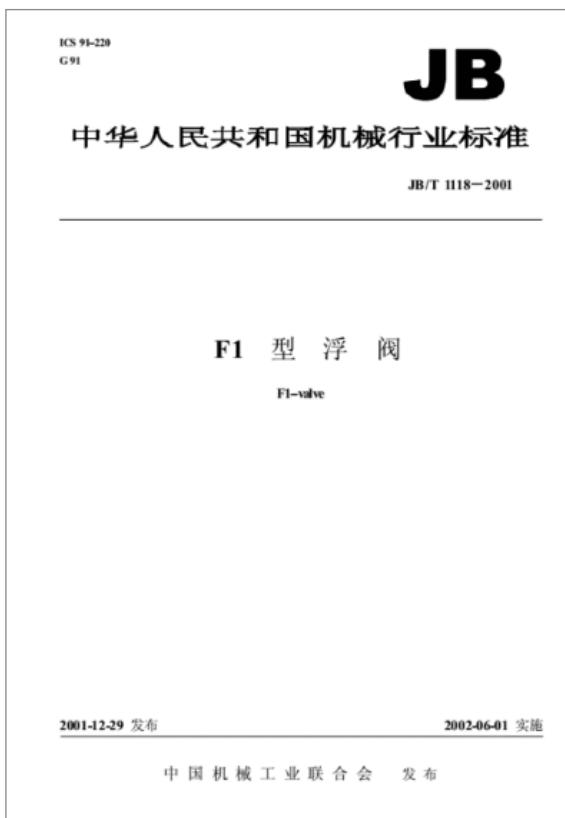 ICS 91-220
G 91
JB
中华人民共和国机械行业标准
JB/T 1118—2001
F1 型 浮 阀
F1-valve
2001-12-29 发布
2002-06-01 实施
中 国 机 械 工 业 联 合 会 发 布